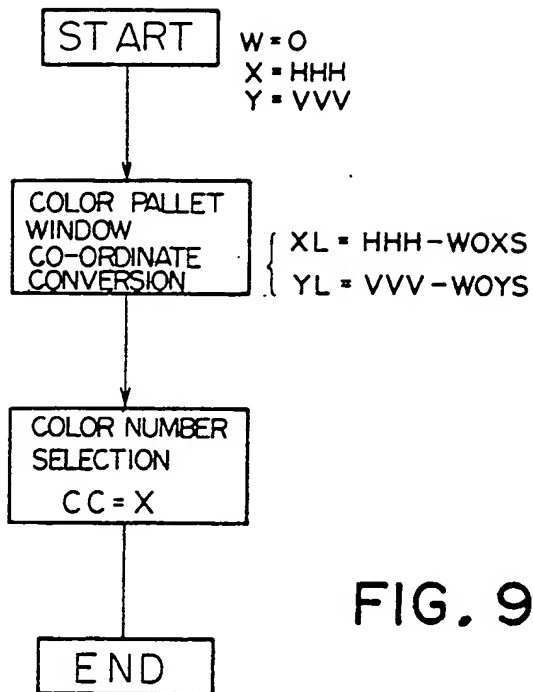 START
W = 0
X = HHH
Y = VVV
COLOR PALLET
WINDOW
CO-ORDINATE
CONVERSION
XL = HHH-WOXS
YL = VVV-WOYS
COLOR NUMBER
SELECTION
CC = X
END
FIG. 9